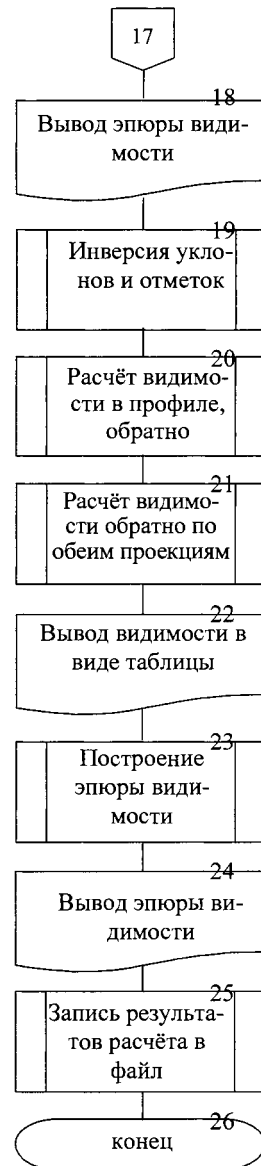 17
18
Вывод эпюры види-
мости
19
Инверсия укло-
нов и отметок
20
Расчёт видимо-
сти в профиле,
обратно
21
Расчёт видимо-
сти обратно по
обеим проекциям
22
Вывод видимости в
виде таблицы
23
Построение
эпюры види-
мости
24
Вывод эпюры ви-
димости
25
Запись результа-
тов расчёта в
файл
26
конец